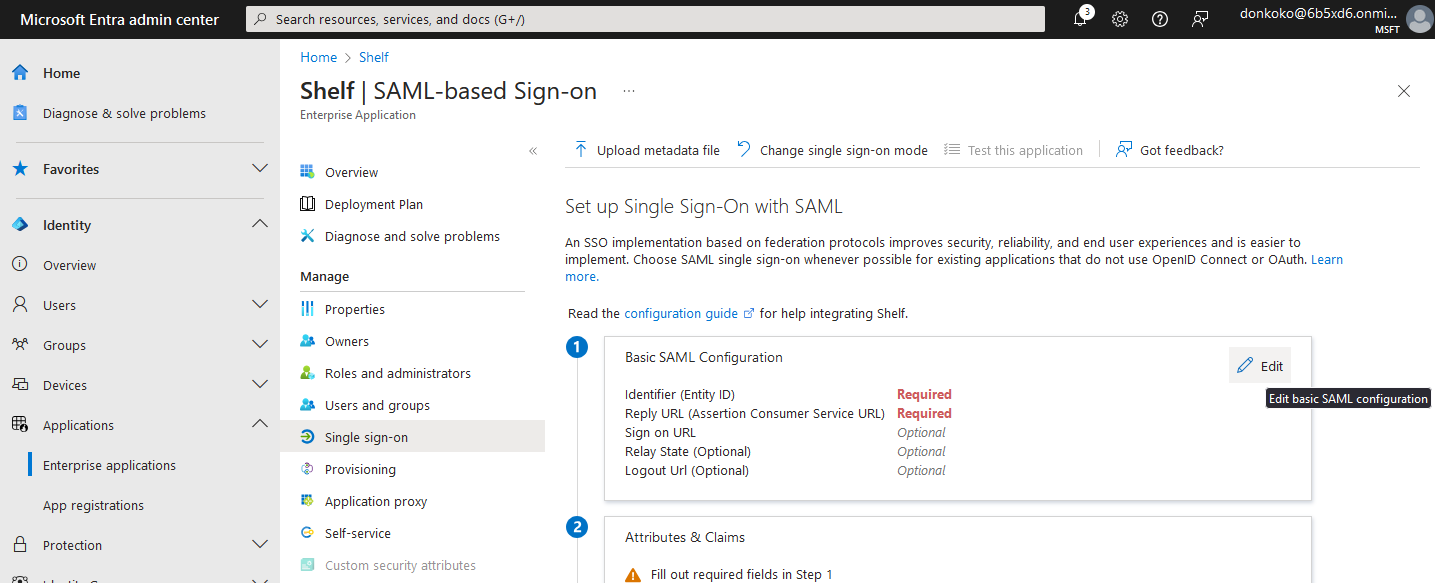 Microsoft Entra admin center
Search resources, services, and docs (G+/)
3
donkoko@6b5xd6.onmi...
MSFT
Home
Diagnose & solve problems
Favorites
Identity
Overview
Users
Groups
Devices
Applications
Enterprise applications
App registrations
Protection
Home > Shelf
Shelf | SAML-based Sign-on ...
Enterprise Application
«
Overview
Deployment Plan
Diagnose and solve problems
Manage
Properties
Owners
Roles and administrators
Users and groups
Single sign-on
Provisioning
Application proxy
Self-service
Custom security attributes
Upload metadata file Change single sign-on mode Test this application Got feedback?
Set up Single Sign-On with SAML
An SSO implementation based on federation protocols improves security, reliability, and end user experiences and is easier to
implement. Choose SAML single sign-on whenever possible for existing applications that do not use OpenID Connect or OAuth. Learn
more.
Read the configuration guide for help integrating Shelf.
1
Basic SAML Configuration
Edit
Edit basic SAML configuration
Identifier (Entity ID) Required
Reply URL (Assertion Consumer Service URL) Required
Sign on URL Optional
Relay State (Optional) Optional
Logout Url (Optional) Optional
2
Attributes & Claims
Fill out required fields in Step 1